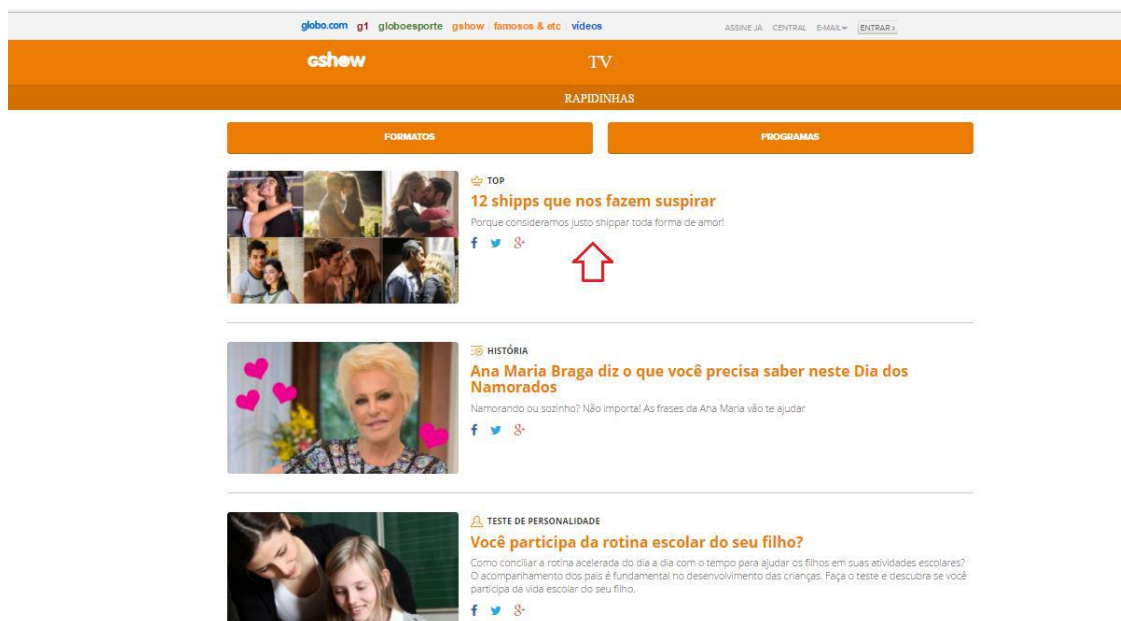 globo.com g1 globoesporte gshow famosos & etc vídeos ASSINE JÁ CENTRAL E-MAIL ENTRAR >
gshow TV
RAPIDINHAS
FORMATOS PROGRAMAS
TOP
12 shipps que nos fazem suspirar
Porque consideramos justo shippar toda forma de amor!
HISTÓRIA
Ana Maria Braga diz o que você precisa saber neste Dia dos
Namorados
Namorando ou sozinho? Não importa! As frases da Ana Maria vão te ajudar
TESTE DE PERSONALIDADE
Você participa da rotina escolar do seu filho?
Como conciliar a rotina acelerada do dia a dia com o tempo para ajudar os filhos em suas atividades escolares?
O acompanhamento dos pais é fundamental no desenvolvimento das crianças. Faça o teste e descubra se você
participa da vida escolar do seu filho.